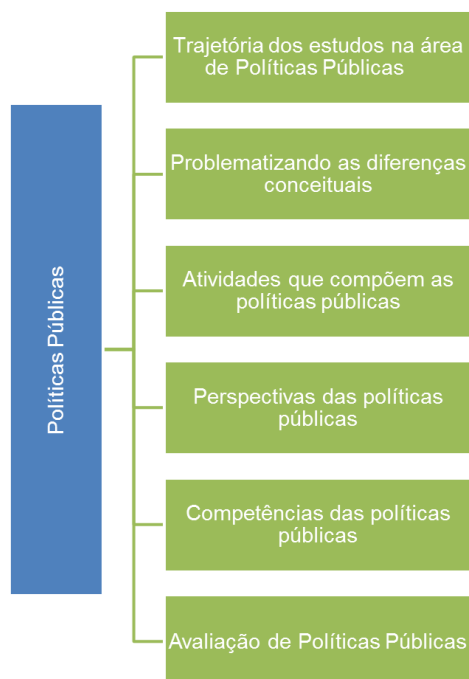 Políticas Públicas
Trajetória dos estudos na área
de Políticas Públicas
Problematizando as diferenças
conceituais
Atividades que compõem as
políticas públicas
Perspectivas das políticas
públicas
Competências das políticas
públicas
Avaliação de Políticas Públicas